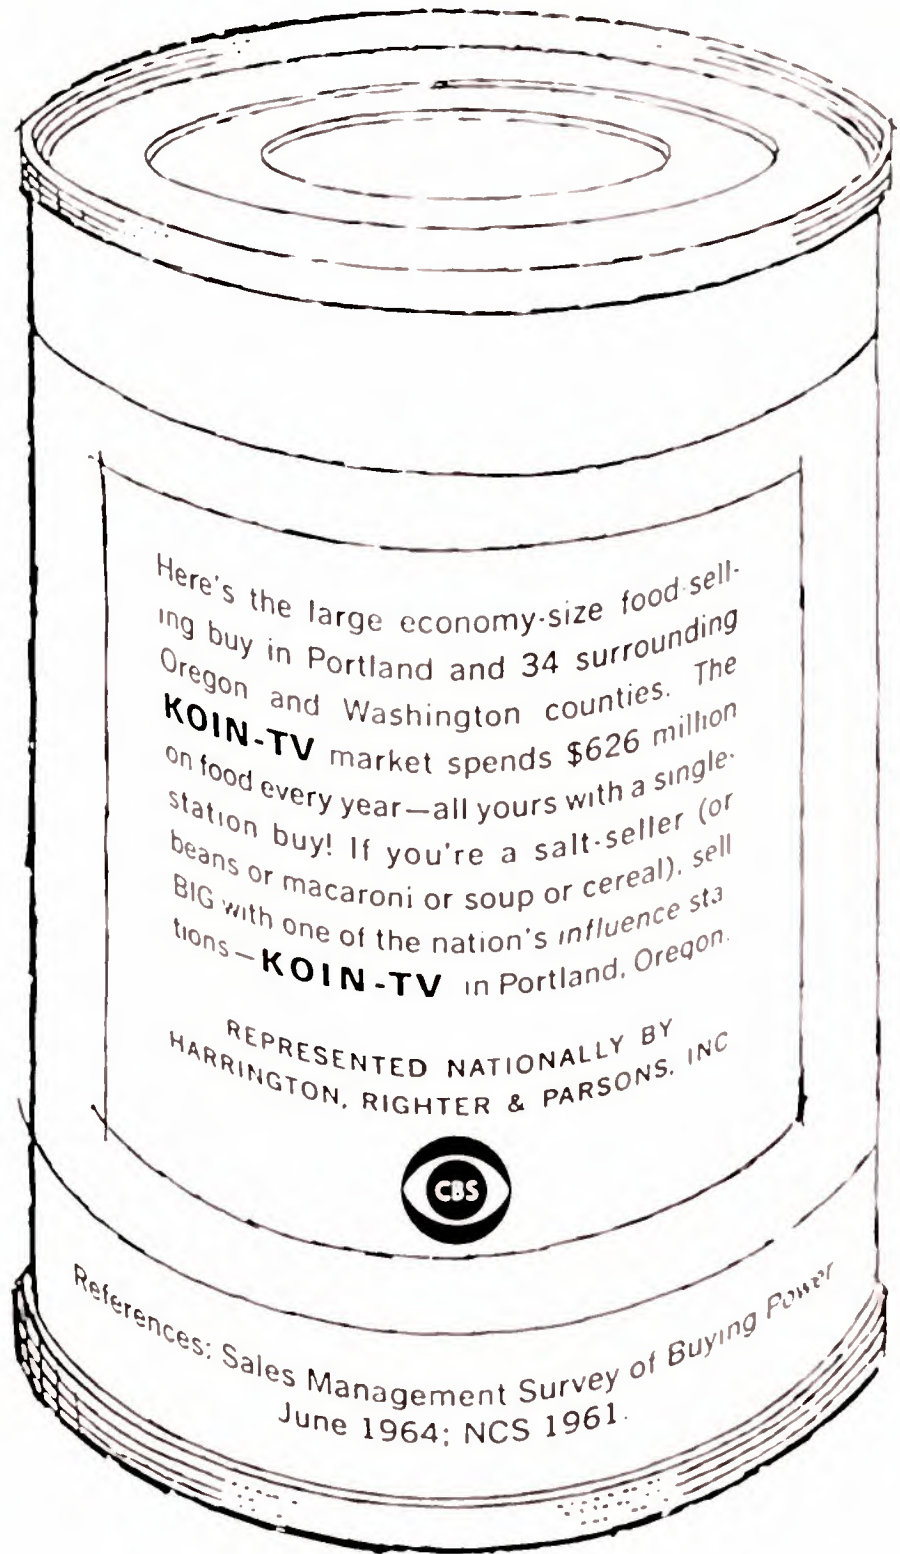 Here's the large economy-size food-sell-
ing buy in Portland and 34 surrounding
Oregon and Washington counties. The
KOIN-TV market spends $626 million
on food every year—all yours with a single-
station buy! If you're a salt-seller (or
beans or macaroni or soup or cereal), sell
BIG with one of the nation's influence sta
tions—KOIN-TV in Portland, Oregon.
REPRESENTED NATIONALLY BY
HARRINGTON, RIGHTER & PARSONS, INC
CBS
References: Sales Management Survey of Buying Power
June 1964; NCS 1961.